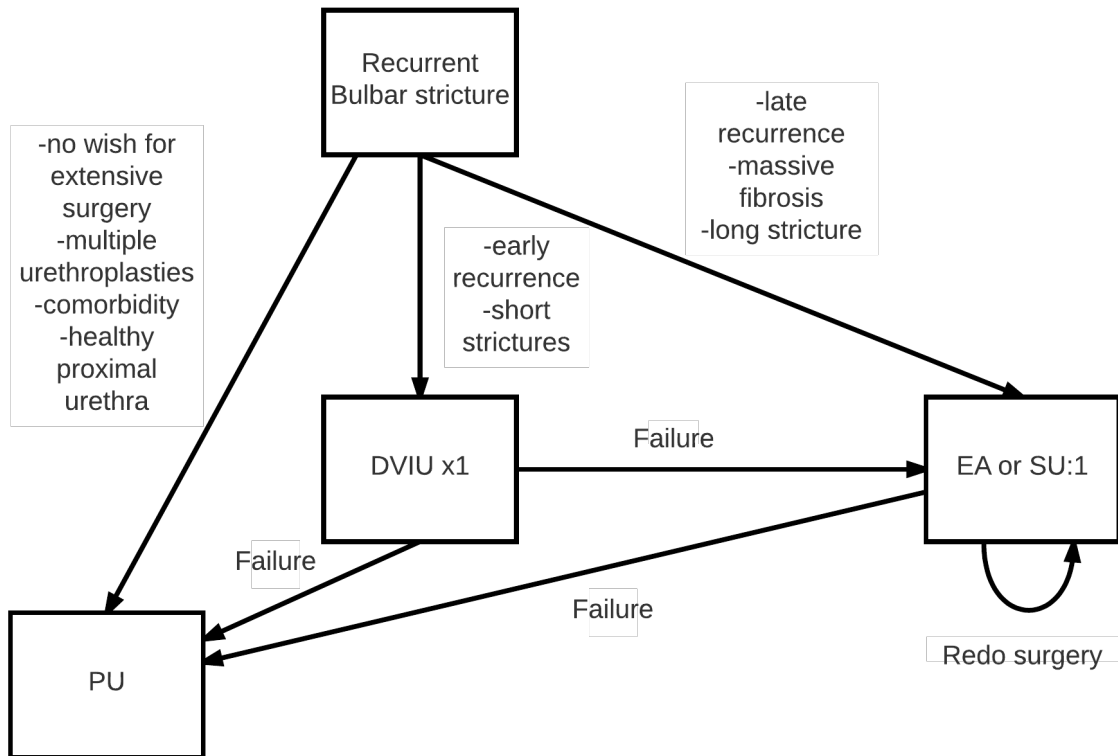 Recurrent
Bulbar stricture
-no wish for
extensive
surgery
-multiple
urethroplasties
-comorbidity
-healthy
proximal
urethra
-early
recurrence
-short
strictures
-late
recurrence
-massive
fibrosis
-long stricture
DVIU x1
Failure
EA or SU:1
Failure
Failure
Redo surgery
PU